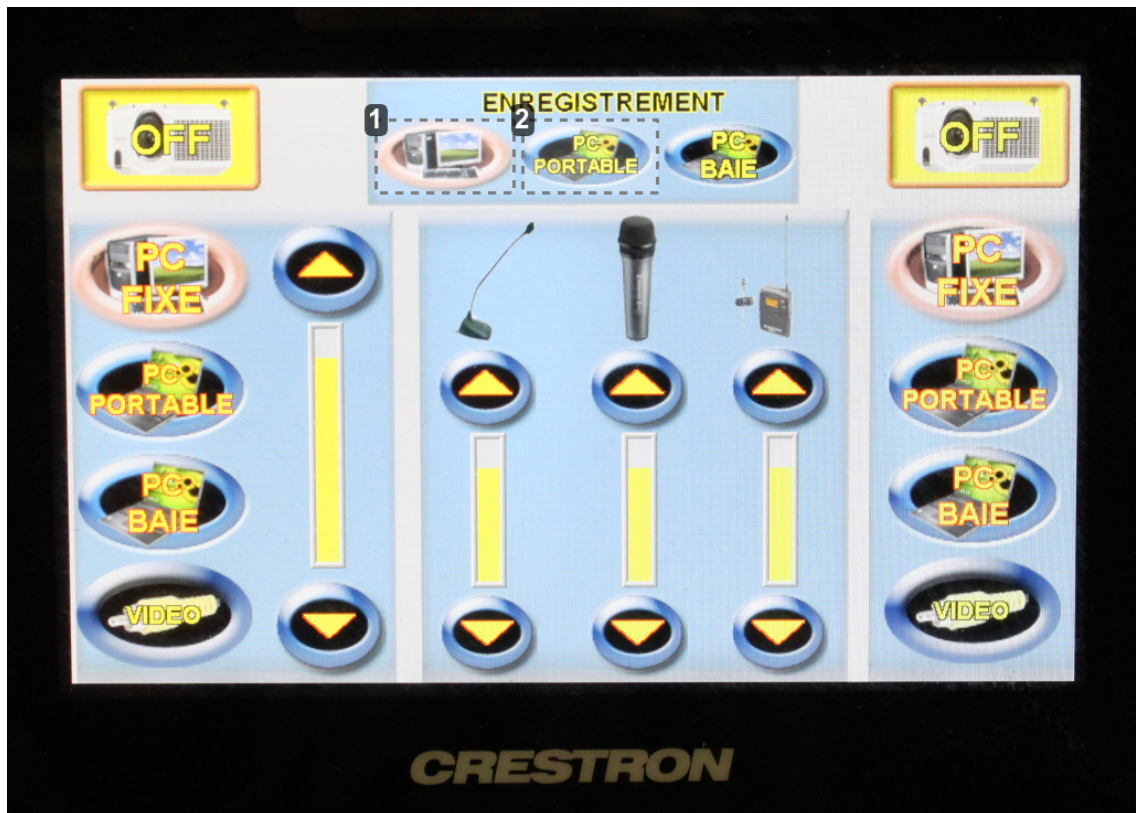 ENREGISTREMENT
OFF
1
2
PC
PORTABLE
PC
BAIE
OFF
PC
FIXE
PC
PORTABLE
PC
BAIE
VIDEO
PC
FIXE
PC
PORTABLE
PC
BAIE
VIDEO
CRESTRON